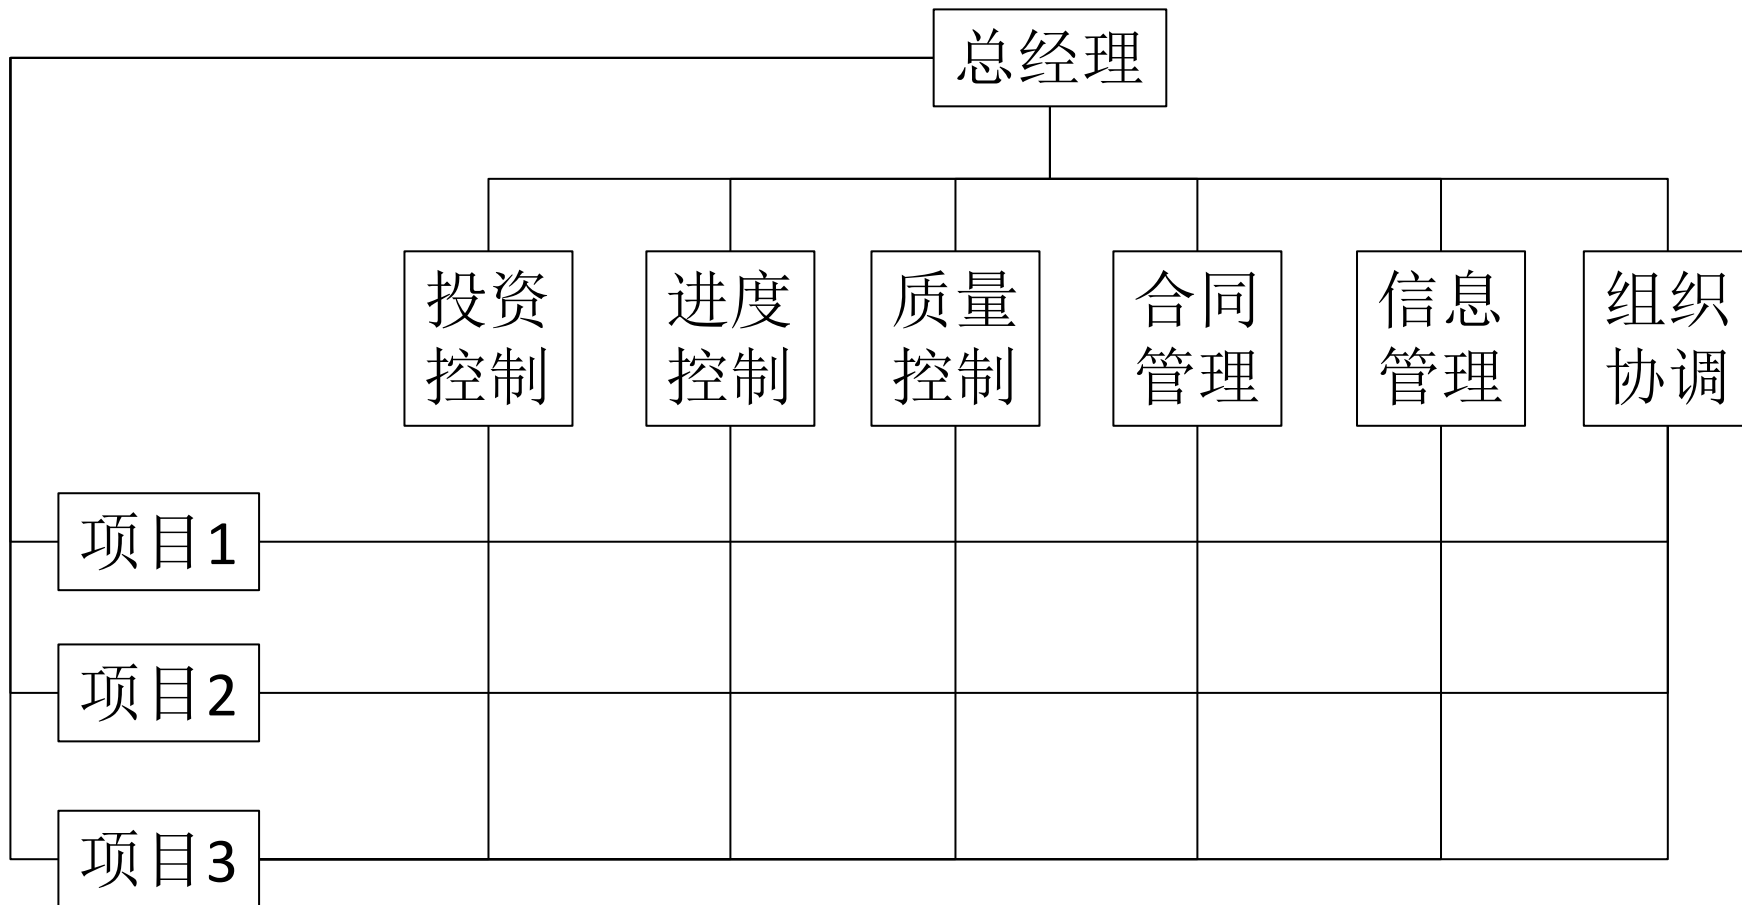 总经理
投资
控制
进度
控制
质量
控制
合同
管理
信息
管理
组织
协调
项目1
项目2
项目3